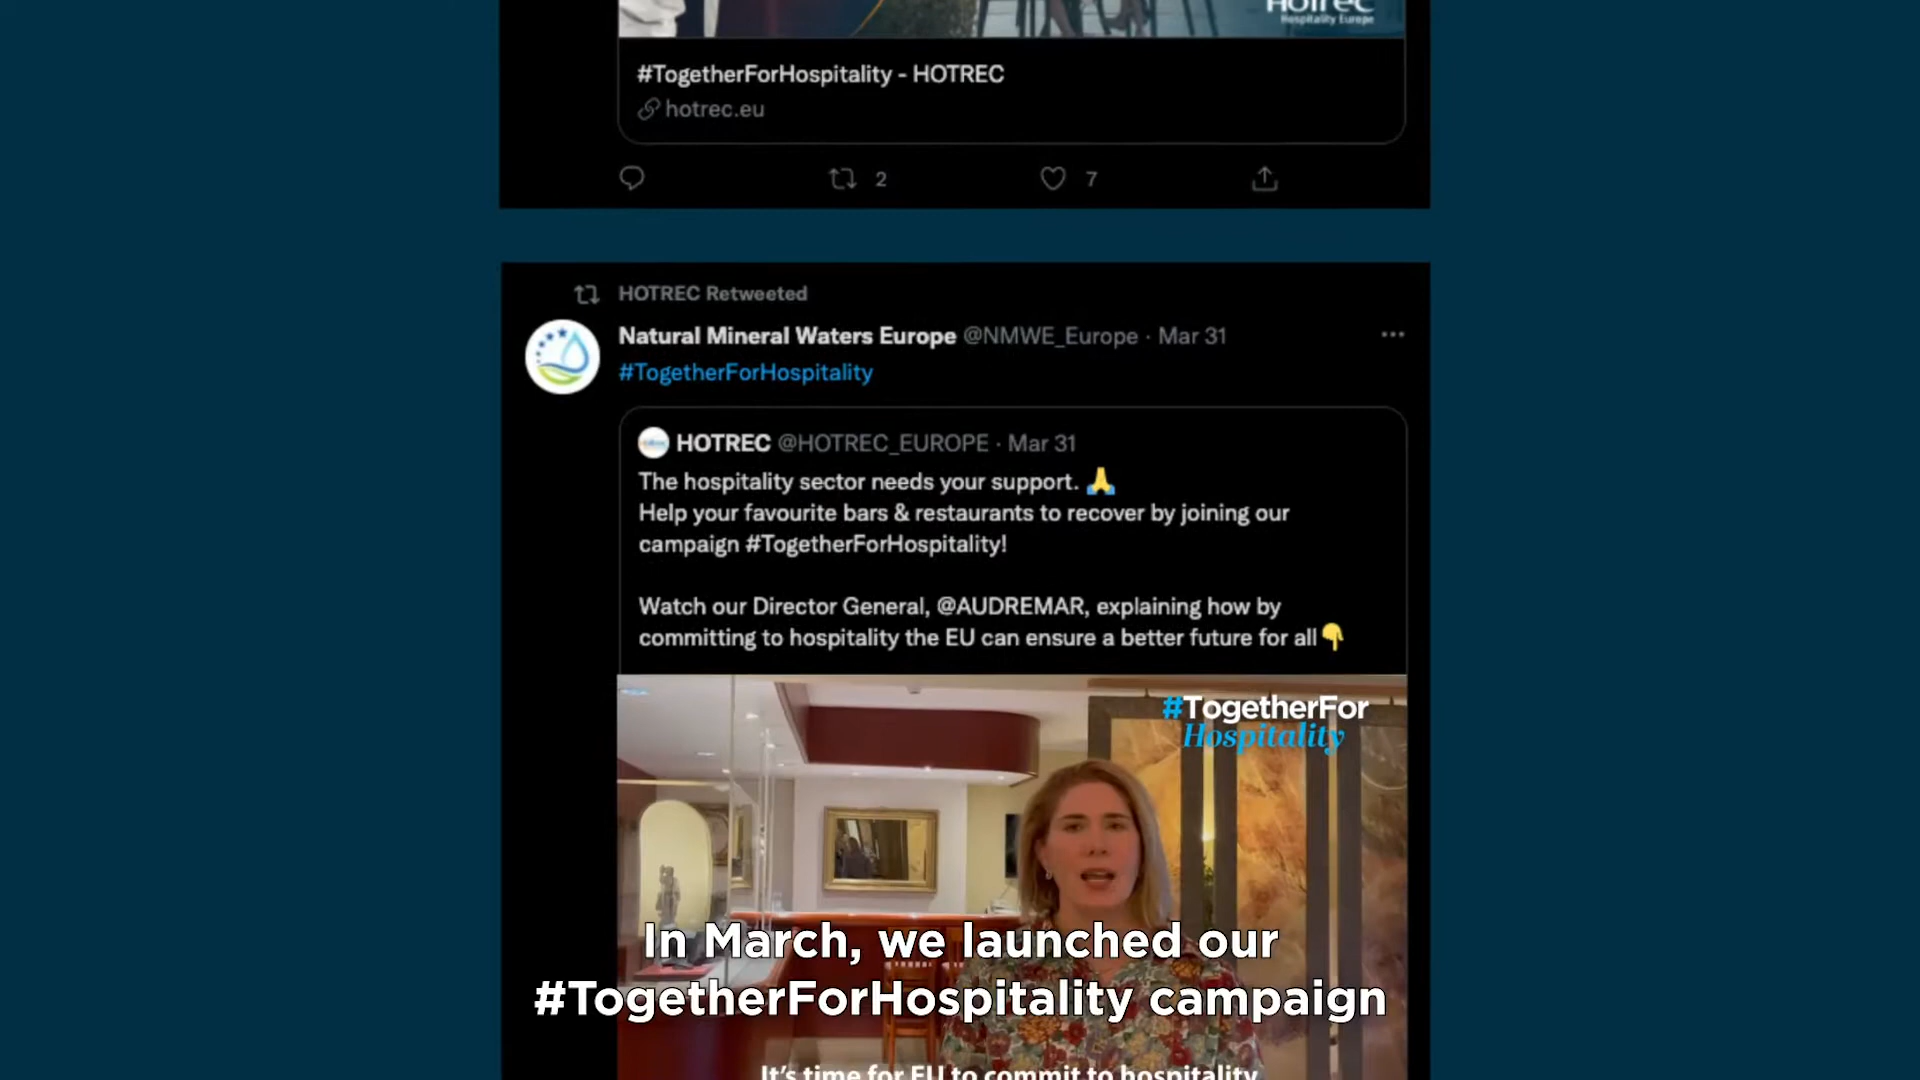 HOTREC
Hospitality Europe
#TogetherForHospitality - HOTREC
hotrec.eu
2
7
HOTREC Retweeted
Natural Mineral Waters Europe @NMWE_Europe · Mar 31
#TogetherForHospitality
HOTREC @HOTREC_EUROPE · Mar 31
The hospitality sector needs your support. 🙏
Help your favourite bars & restaurants to recover by joining our
campaign #TogetherForHospitality!
Watch our Director General, @AUDREMAR, explaining how by
committing to hospitality the EU can ensure a better future for all👇
#TogetherFor
Hospitality
In March, we launched our
#TogetherForHospitality campaign
It's time for EU to commit to hospitality